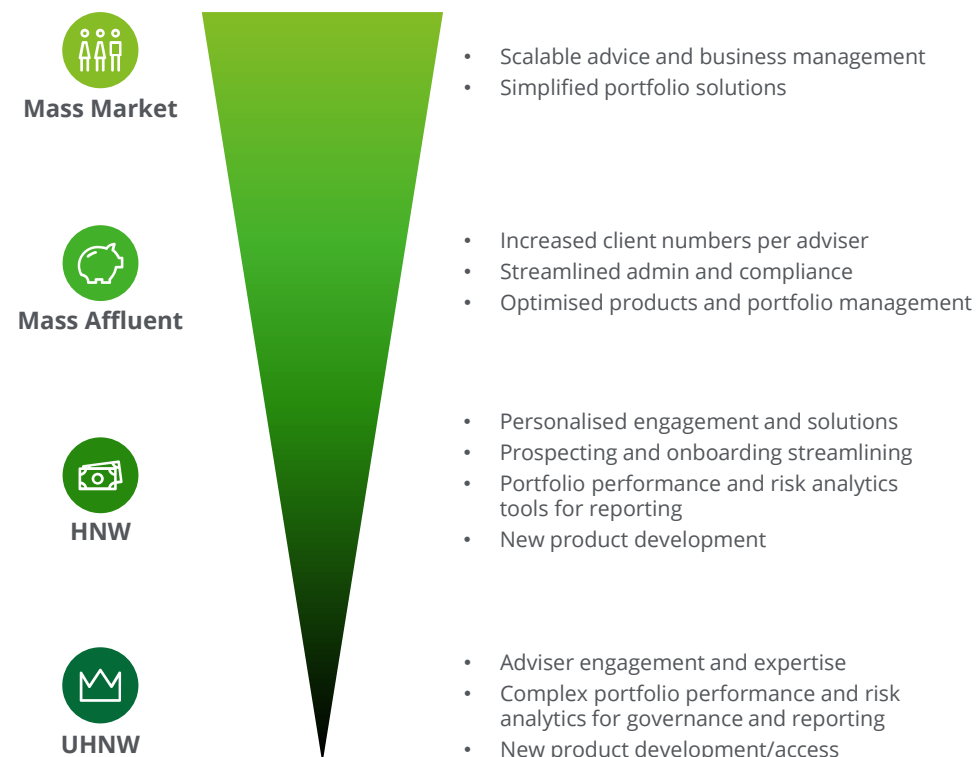 Mass Market
• Scalable advice and business management
• Simplified portfolio solutions
Mass Affluent
• Increased client numbers per adviser
• Streamlined admin and compliance
• Optimised products and portfolio management
HNW
• Personalised engagement and solutions
• Prospecting and onboarding streamlining
• Portfolio performance and risk analytics
tools for reporting
• New product development
UHNW
• Adviser engagement and expertise
• Complex portfolio performance and risk
analytics for governance and reporting
• New product development/access